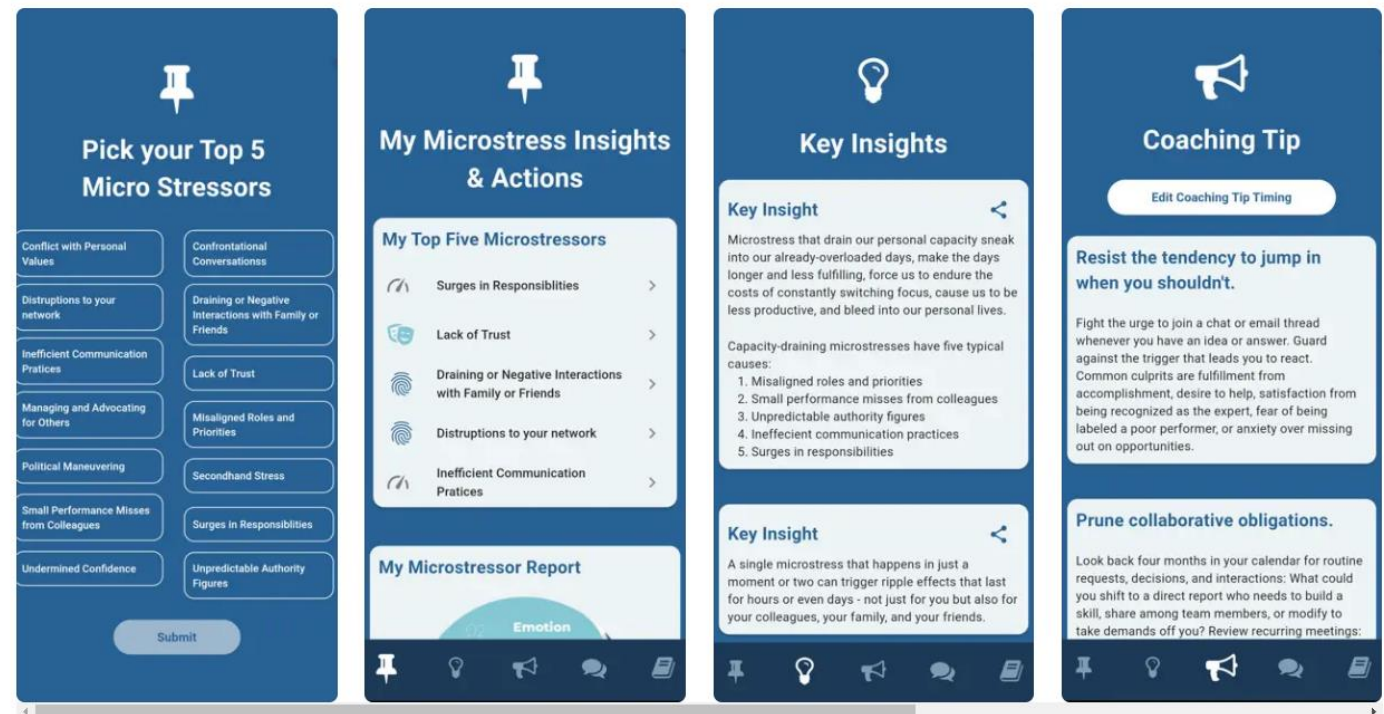 Pick your Top 5
Micro Stressors
Conflict with Personal
Values
Distruptions to your
network
Inefficient Communication
Pratices
Managing and Advocating
for Others
Political Maneuvering
Small Performance Misses
from Colleagues
Undermined Confidence
Confrontational
Conversationss
Draining or Negative
Interactions with Family or
Friends
Lack of Trust
Misaligned Roles and
Priorities
Secondhand Stress
Surges in Responsiblities
Unpredictable Authority
Figures
Submit
My Microstress Insights
& Actions
My Top Five Microstressors
Surges in Responsiblities
Lack of Trust
Draining or Negative Interactions
with Family or Friends
Distruptions to your network
Inefficient Communication
Pratices
My Microstressor Report
Emotion
Key Insights
Key Insight
Microstress that drain our personal capacity sneak
into our already-overloaded days, make the days
longer and less fulfilling, force us to endure the
costs of constantly switching focus, cause us to be
less productive, and bleed into our personal lives.
Capacity-draining microstresses have five typical
causes:
1. Misaligned roles and priorities
2. Small performance misses from colleagues
3. Unpredictable authority figures
4. Ineffecient communication practices
5. Surges in responsibilities
Key Insight
A single microstress that happens in just a
moment or two can trigger ripple effects that last
for hours or even days - not just for you but also for
your colleagues, your family, and your friends.
Coaching Tip
Edit Coaching Tip Timing
Resist the tendency to jump in
when you shouldn't.
Fight the urge to join a chat or email thread
whenever you have an idea or answer. Guard
against the trigger that leads you to react.
Common culprits are fulfillment from
accomplishment, desire to help, satisfaction from
being recognized as the expert, fear of being
labeled a poor performer, or anxiety over missing
out on opportunities.
Prune collaborative obligations.
Look back four months in your calendar for routine
requests, decisions, and interactions: What could
you shift to a direct report who needs to build a
skill, share among team members, or modify to
take demands off you? Review recurring meetings: